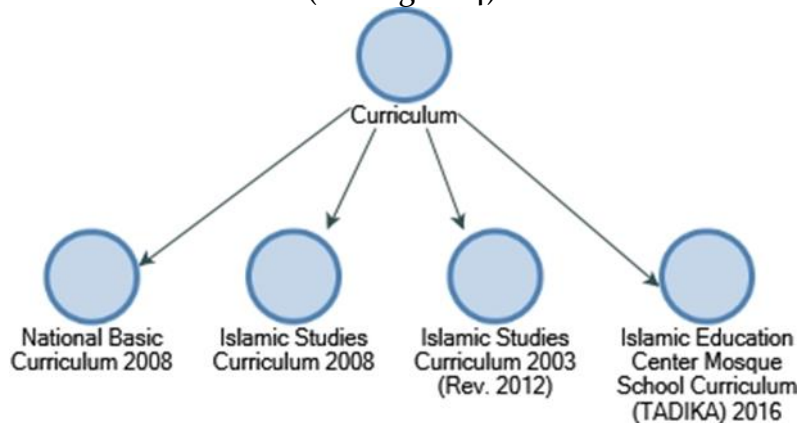 Curriculum
National Basic
Curriculum 2008
Islamic Studies
Curriculum 2008
Islamic Studies
Curriculum 2003
(Rev. 2012)
Islamic Education
Center Mosque
School Curriculum
(TADIKA) 2016